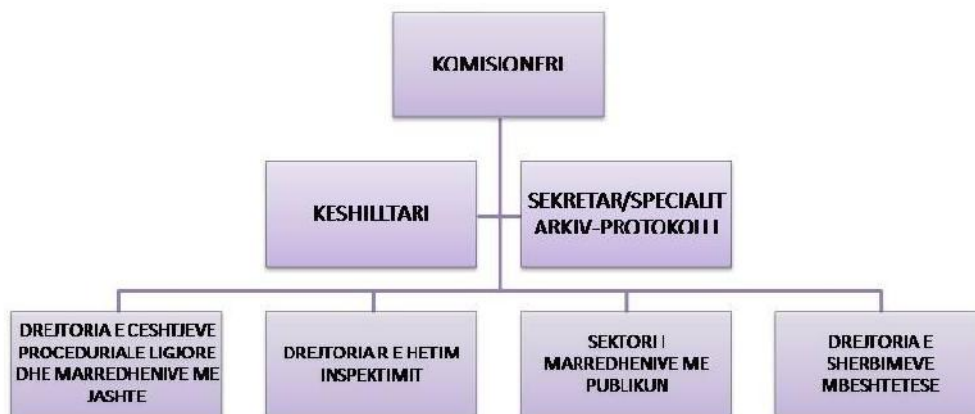 KOMISIONERI
KESHILLTARI
SEKRETAR/SPECIALIT
ARKIV-PROTOKOLLI
DREJTORIA E CESHTJEVE
PROCEDURIALE LIGJORE
DHE MARREDHENIVE ME
JASHTE
DREJTORIA R E HETIM
INSPEKTIMIT
SEKTORI I
MARREDHENIVE ME
PUBLIKUN
DREJTORIA E
SHERBIMEVE
MBESHTETESE